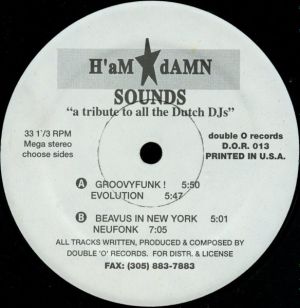 H'aM ★ dAMN
SOUNDS
"a tribute to all the Dutch DJs"
33 1'/3 RPM
Mega stereo
choose sides
double O records
D.O.R. 013
PRINTED IN U.S.A.
A GROOVYFUNK ! 5:50
EVOLUTION 5:47
B BEAVUS IN NEW YORK 5:01
NEUFONK 7:05
ALL TRACKS WRITTEN, PRODUCED & COMPOSED BY
DOUBLE 'O' RECORDS. FOR DISTR. & LICENSE
FAX: (305) 883-7883